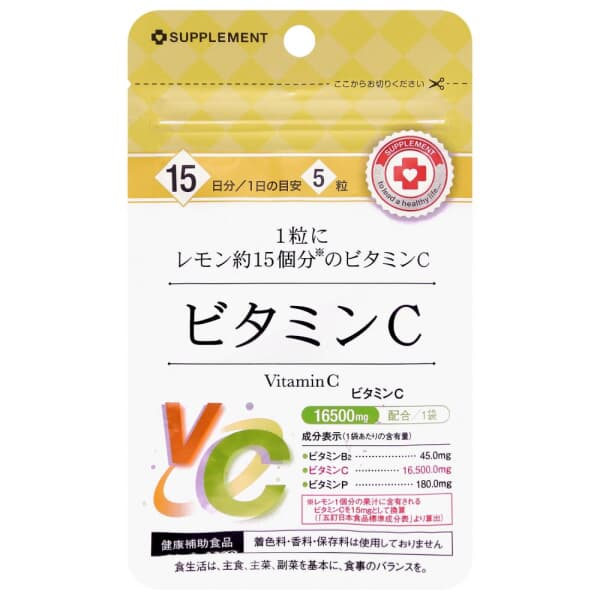 SUPPLEMENT
ここからお切りください
15日分/1日の目安5粒
SUPPLEMENT
to lead a healthy life...
1粒に
レモン約15個分※のビタミンC
ビタミンC
Vitamin C
ビタミンC
16500mg 配合/1袋
VC
成分表示(1袋あたりの含有量)
●ビタミンB2 45.0mg
●ビタミンC 16,500.0mg
●ビタミンP 180.0mg
※レモン1個分の果汁に含有される
ビタミンCを15mgとして換算
(「五訂日本食品標準成分表」より算出)
健康補助食品
着色料・香料・保存料は使用しておりません
食生活は、主食、主菜、副菜を基本に、食事のバランスを。